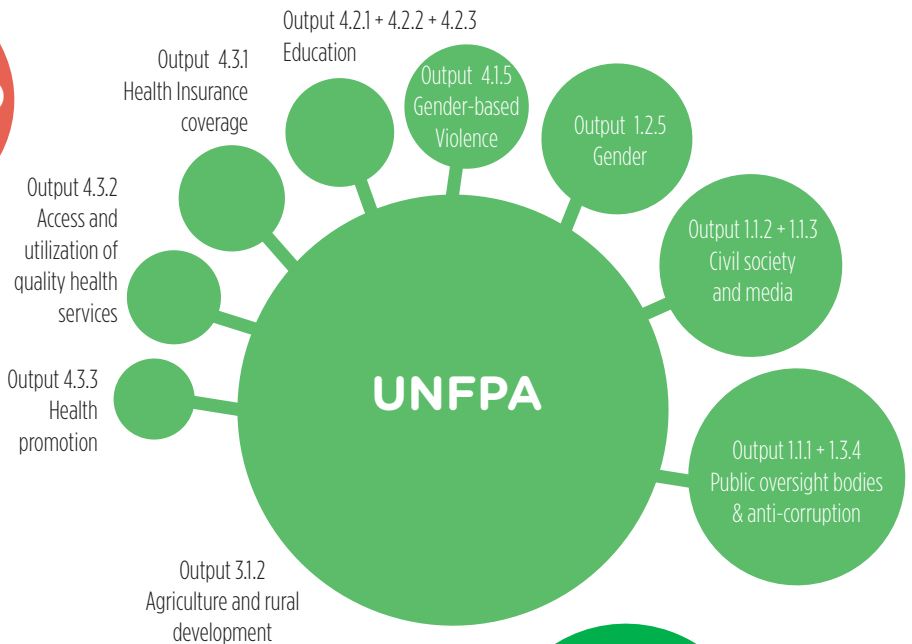 Output 4.2.1 + 4.2.2 + 4.2.3
Education
Output 4.3.1
Health Insurance
coverage
Output 4.1.5
Gender-based
Violence
Output 1.2.5
Gender
Output 4.3.2
Access and
utilization of
quality health
services
Output 1.1.2 + 1.1.3
Civil society
and media
Output 4.3.3
Health
promotion
UNFPA
Output 1.1.1 + 1.3.4
Public oversight bodies
& anti-corruption
Output 3.1.2
Agriculture and rural
development